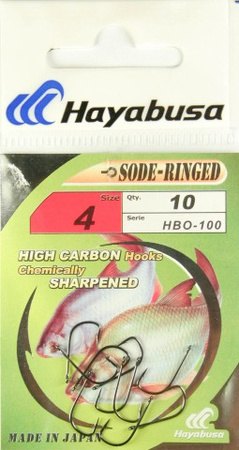 Hayabusa
SODE-RINGED
Size
4
Qty.
10
Serie
HBO-100
HIGH CARBON Hooks
Chemically
SHARPENED
MADE IN JAPAN
Hayabusa